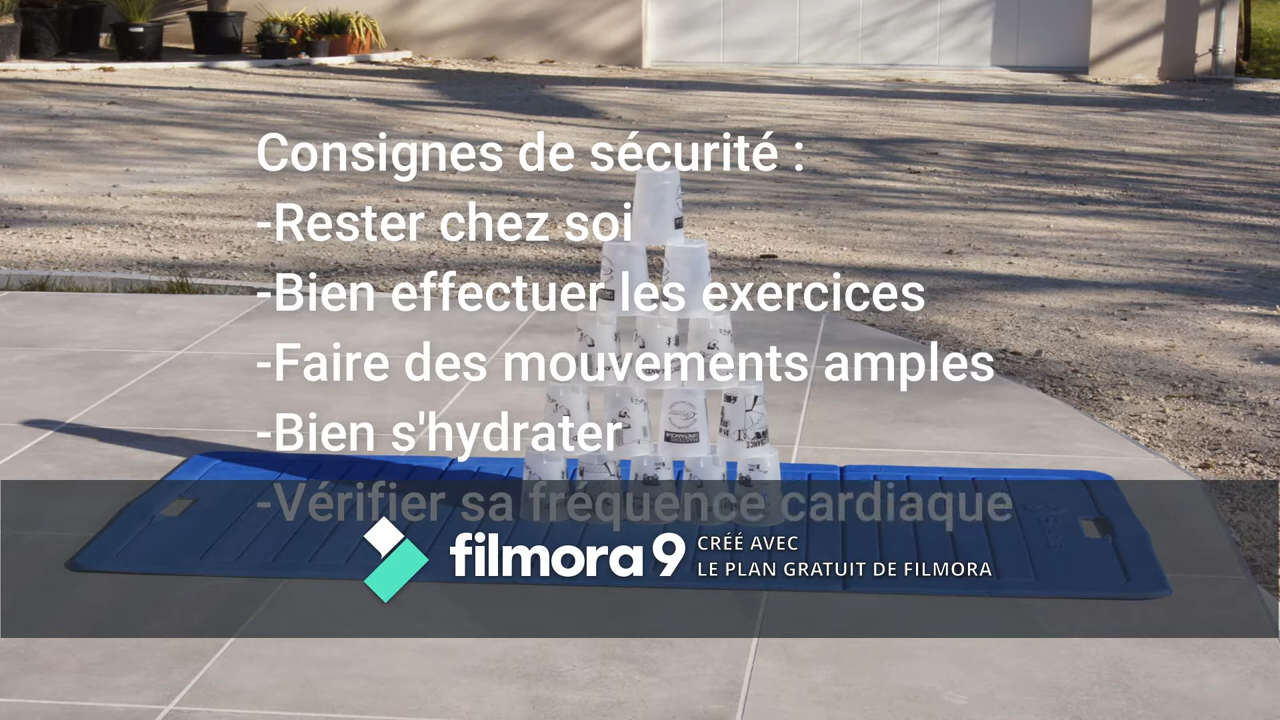 Consignes de sécurité :
-Rester chez soi
-Bien effectuer les exercices
-Faire des mouvements amples
-Bien s'hydrater
-Vérifier sa fréquence cardiaque
filmora 9
CRÉÉ AVEC
LE PLAN GRATUIT DE FILMORA